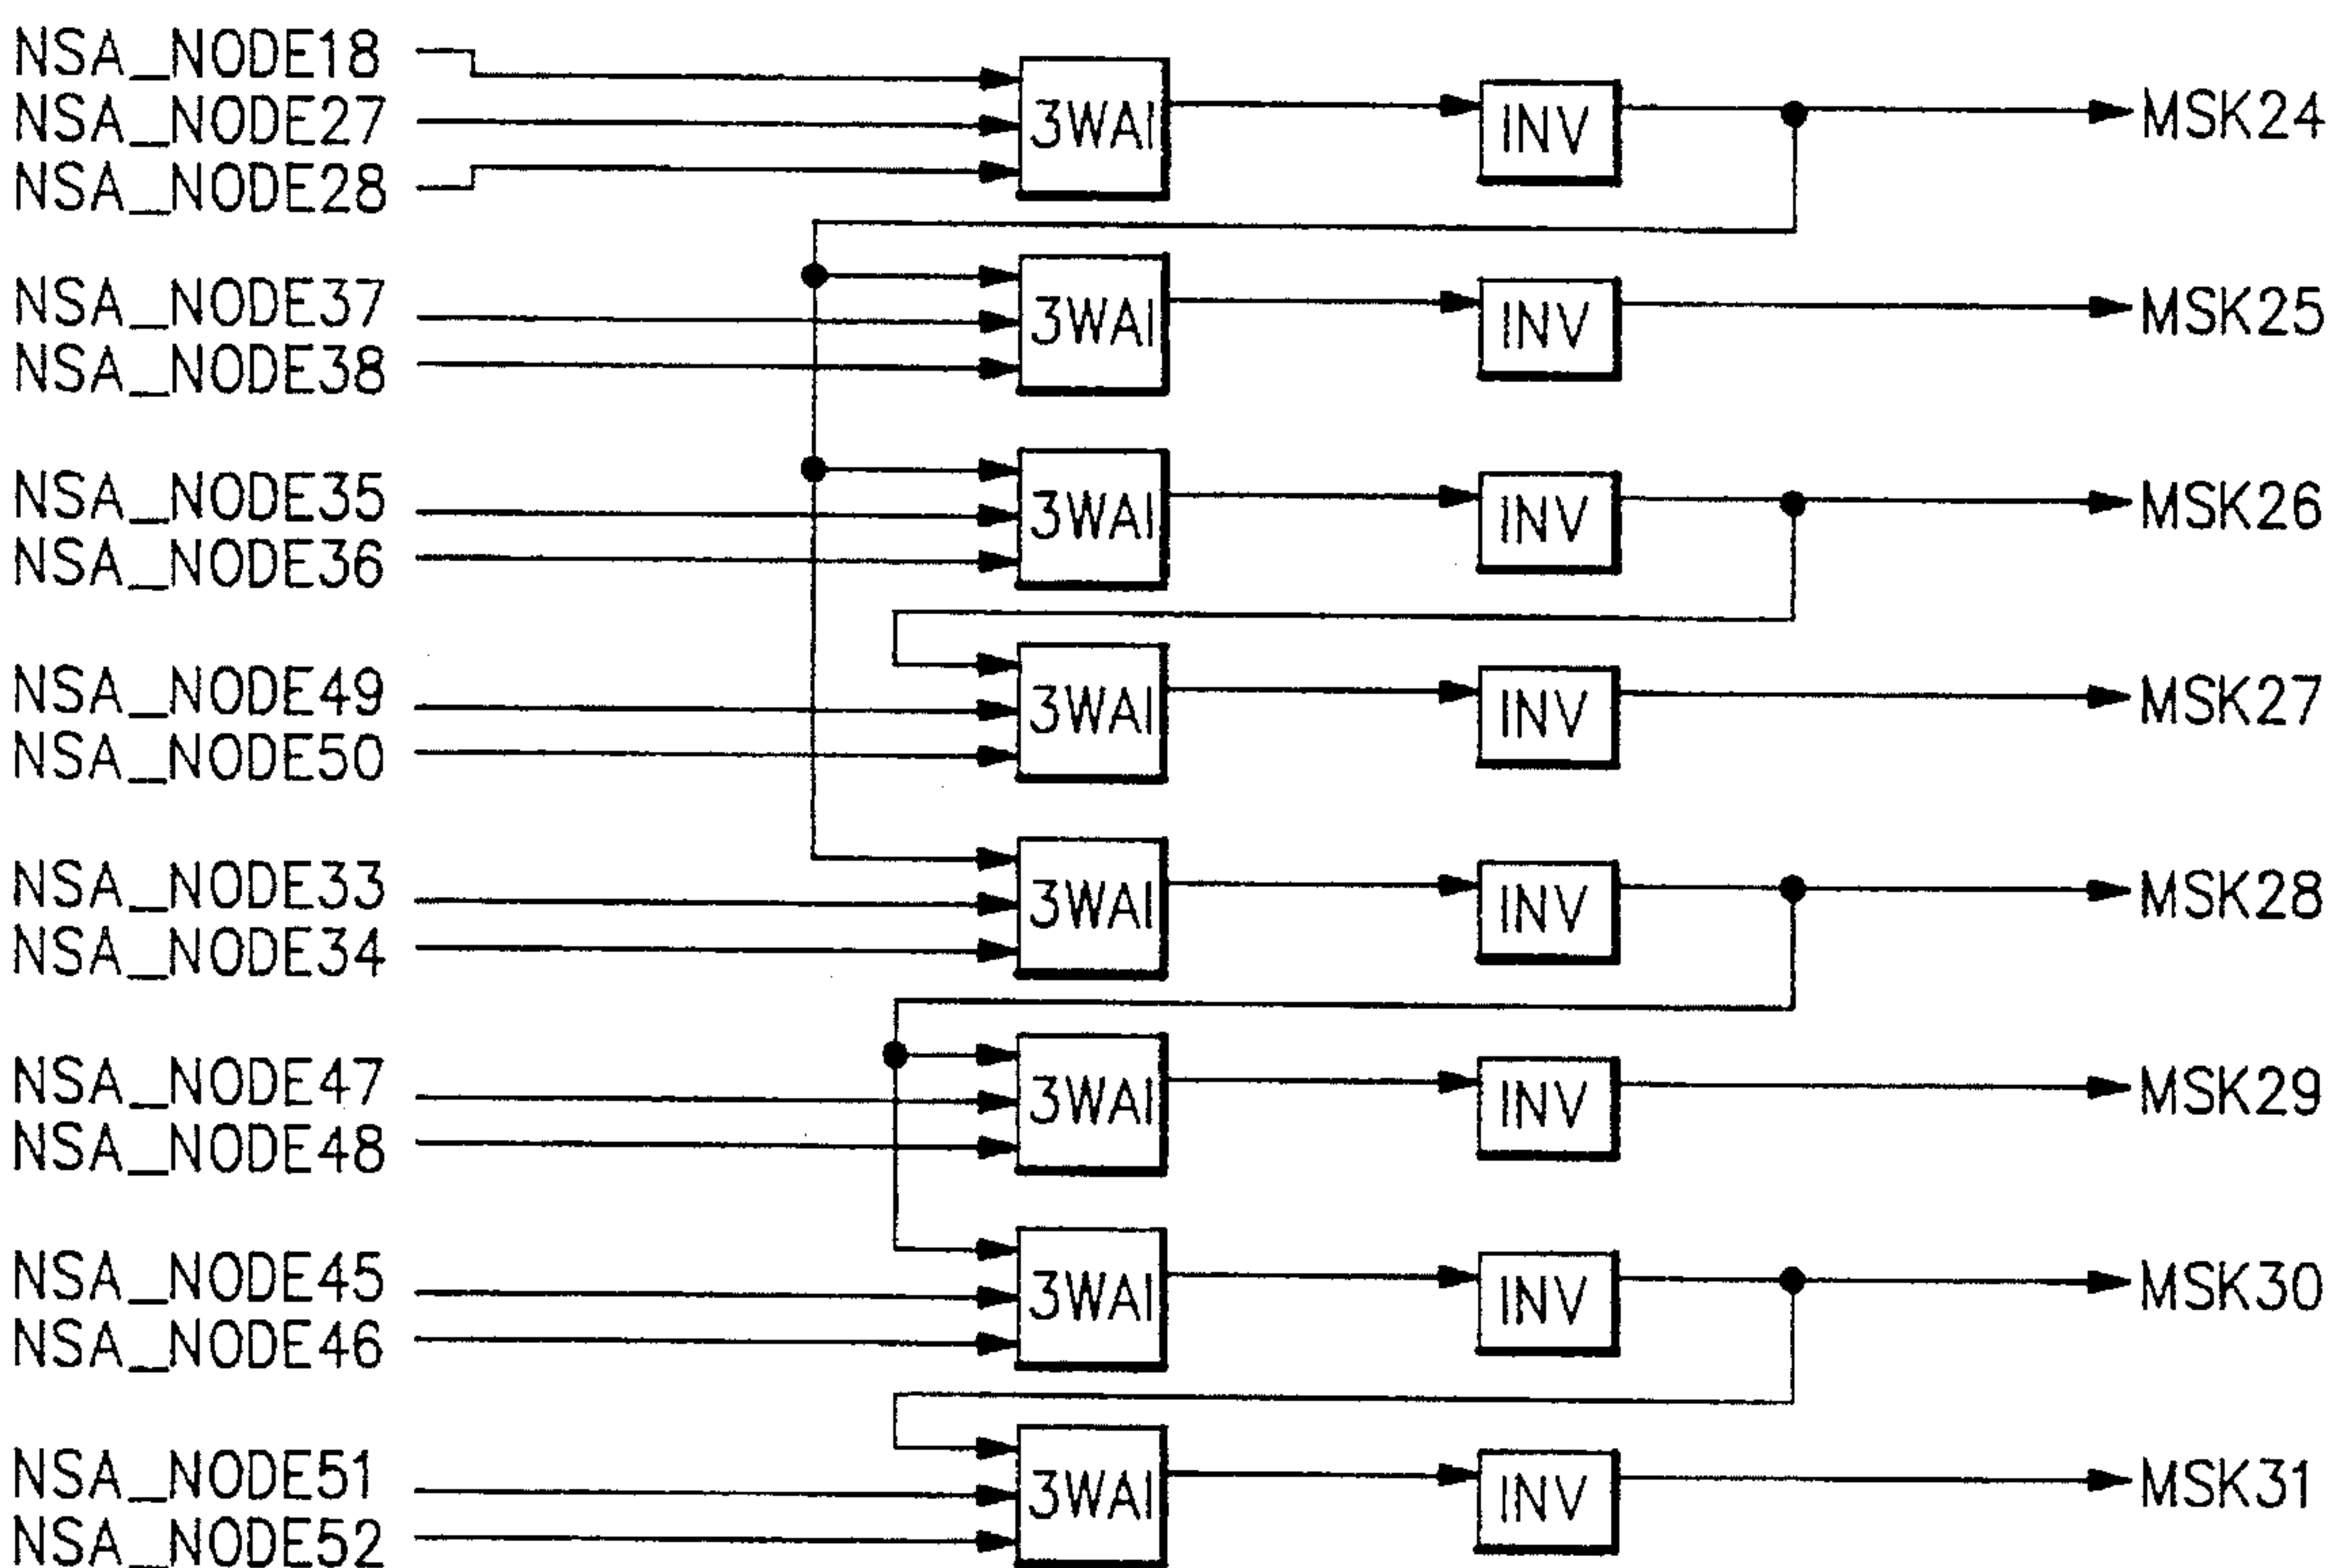 NSA_NODE18
NSA_NODE27
NSA_NODE28
3WAI
INV
MSK24
NSA_NODE37
NSA_NODE38
3WAI
INV
MSK25
NSA_NODE35
NSA_NODE36
3WAI
INV
MSK26
NSA_NODE49
NSA_NODE50
3WAI
INV
MSK27
NSA_NODE33
NSA_NODE34
3WAI
INV
MSK28
NSA_NODE47
NSA_NODE48
3WAI
INV
MSK29
NSA_NODE45
NSA_NODE46
3WAI
INV
MSK30
NSA_NODE51
NSA_NODE52
3WAI
INV
MSK31